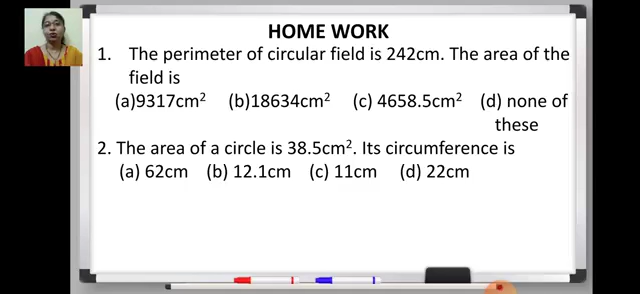 HOME WORK
1. The perimeter of circular field is 242cm. The area of the
field is
(a)9317cm² (b)18634cm² (c) 4658.5cm² (d) none of
these
2. The area of a circle is 38.5cm². Its circumference is
(a) 62cm (b) 12.1cm (c) 11cm (d) 22cm